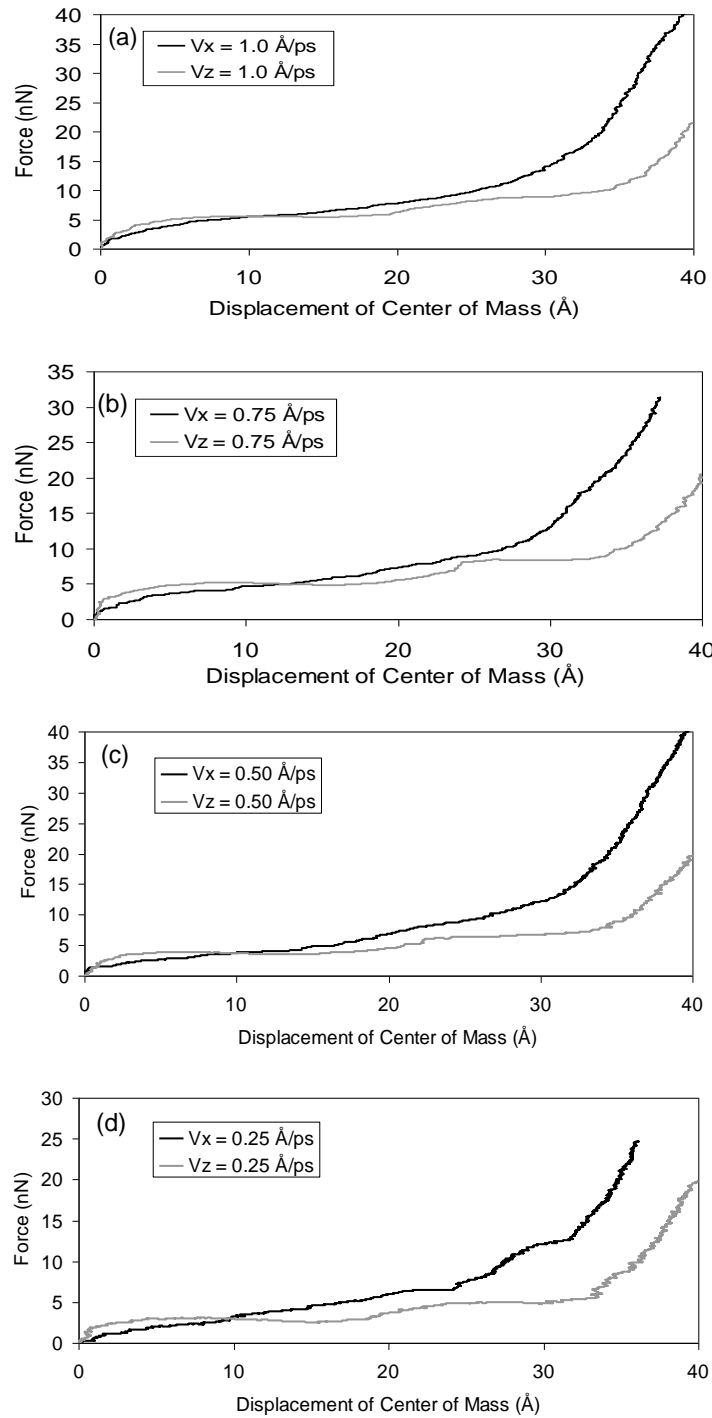 (a)
Vx = 1.0 Å/ps
Vz = 1.0 Å/ps
Force (nN)
40
35
30
25
20
15
10
5
0
0 10 20 30 40
Displacement of Center of Mass (Å)
(b)
Vx = 0.75 Å/ps
Vz = 0.75 Å/ps
Force (nN)
35
30
25
20
15
10
5
0
0 10 20 30 40
Displacement of Center of Mass (Å)
(c)
Vx = 0.50 Å/ps
Vz = 0.50 Å/ps
Force (nN)
40
35
30
25
20
15
10
5
0
0 10 20 30 40
Displacement of Center of Mass (Å)
(d)
Vx = 0.25 Å/ps
Vz = 0.25 Å/ps
Force (nN)
30
25
20
15
10
5
0
0 10 20 30 40
Displacement of Center of Mass (Å)